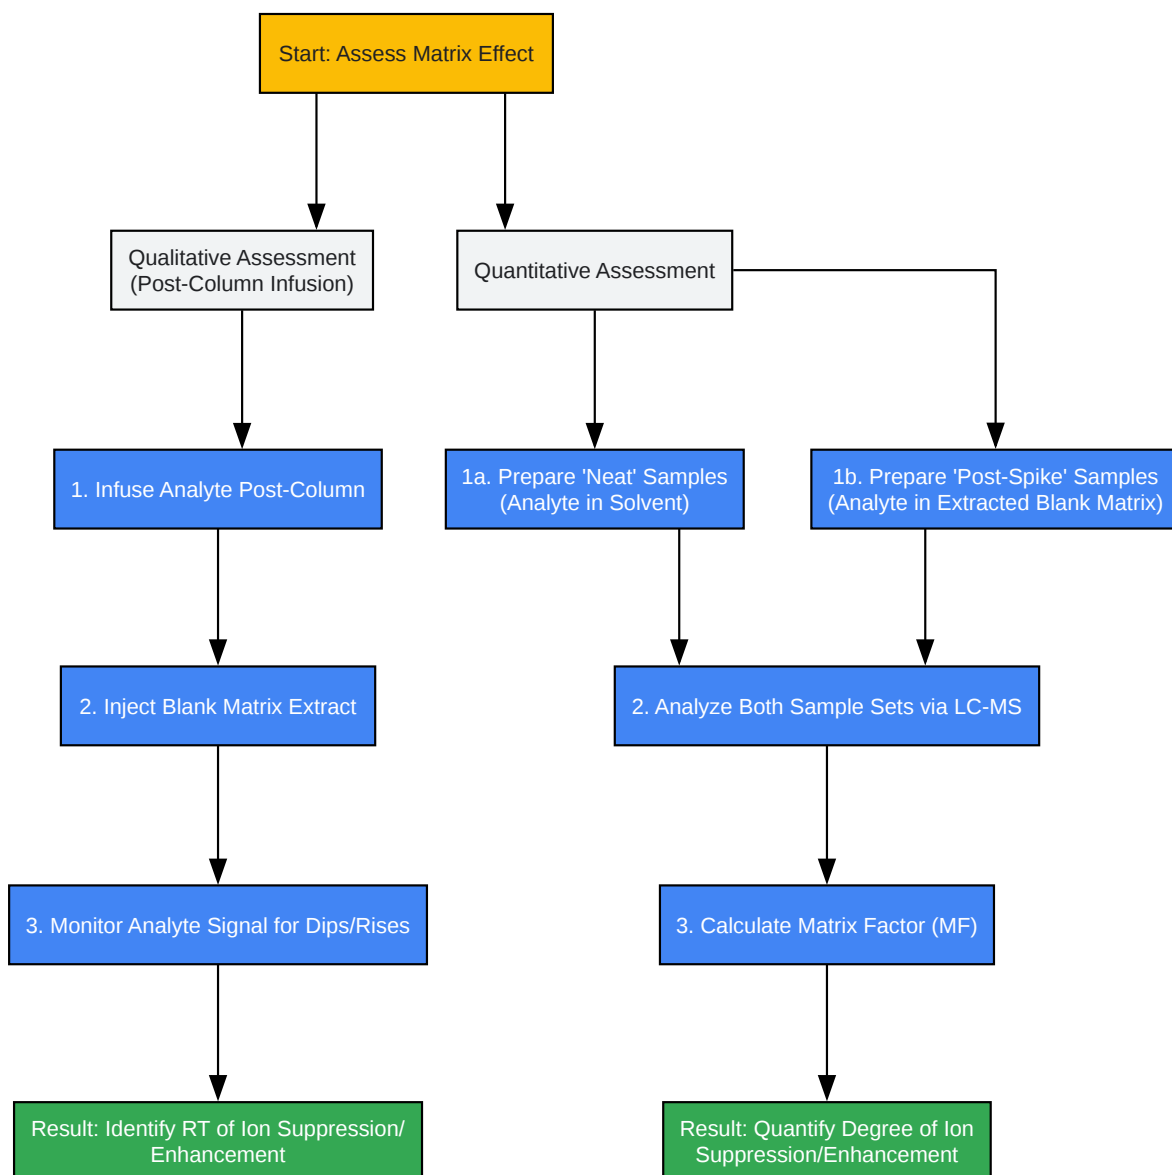 Start: Assess Matrix Effect
Qualitative Assessment
(Post-Column Infusion)
Quantitative Assessment
1. Infuse Analyte Post-Column
1a. Prepare 'Neat' Samples
(Analyte in Solvent)
1b. Prepare 'Post-Spike' Samples
(Analyte in Extracted Blank Matrix)
2. Inject Blank Matrix Extract
2. Analyze Both Sample Sets via LC-MS
3. Monitor Analyte Signal for Dips/Rises
3. Calculate Matrix Factor (MF)
Result: Identify RT of Ion Suppression/
Enhancement
Result: Quantify Degree of Ion
Suppression/Enhancement